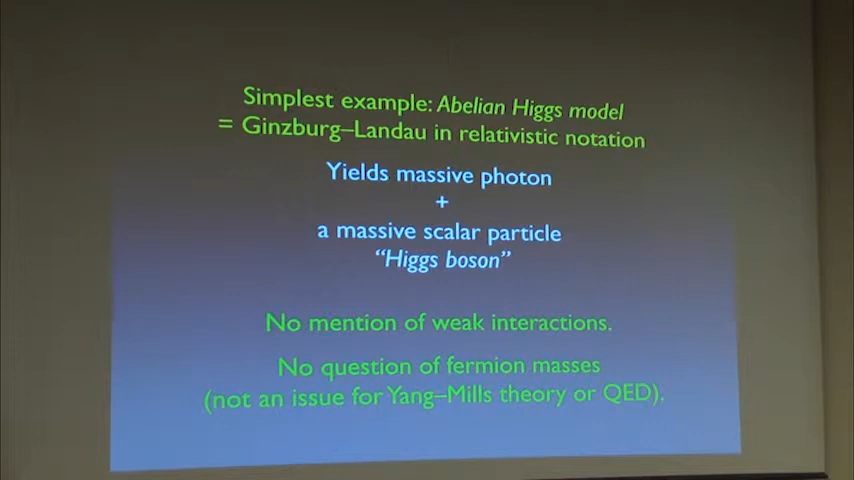 Simplest example: Abelian Higgs model
= Ginzburg–Landau in relativistic notation
Yields massive photon
+
a massive scalar particle
“Higgs boson”
No mention of weak interactions.
No question of fermion masses
(not an issue for Yang–Mills theory or QED).